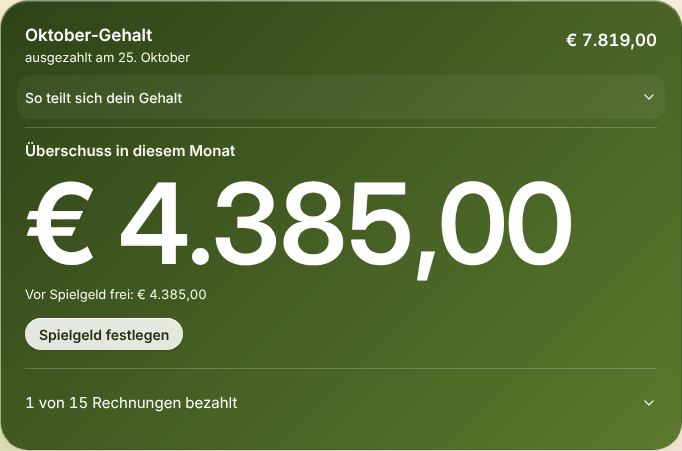 Oktober-Gehalt
€ 7.819,00
ausgezahlt am 25. Oktober
So teilt sich dein Gehalt
Überschuss in diesem Monat
€ 4.385,00
Vor Spielgeld frei: € 4.385,00
Spielgeld festlegen
1 von 15 Rechnungen bezahlt